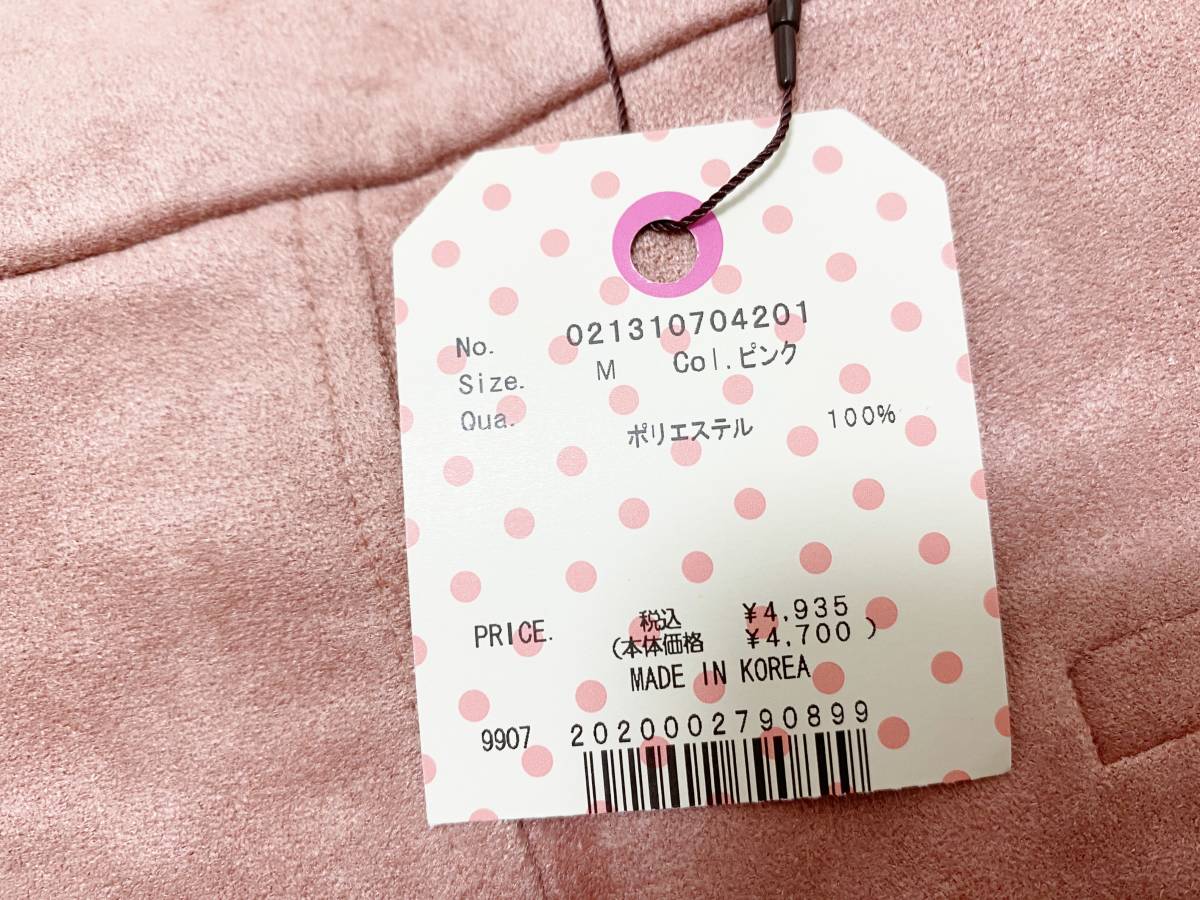 No. 021310704201
Size. M Col.ピンク
Qua. ポリエステル 100%
PRICE. 税込 ¥4,935
(本体価格 ¥4,700 )
MADE IN KOREA
9907 2020002790899